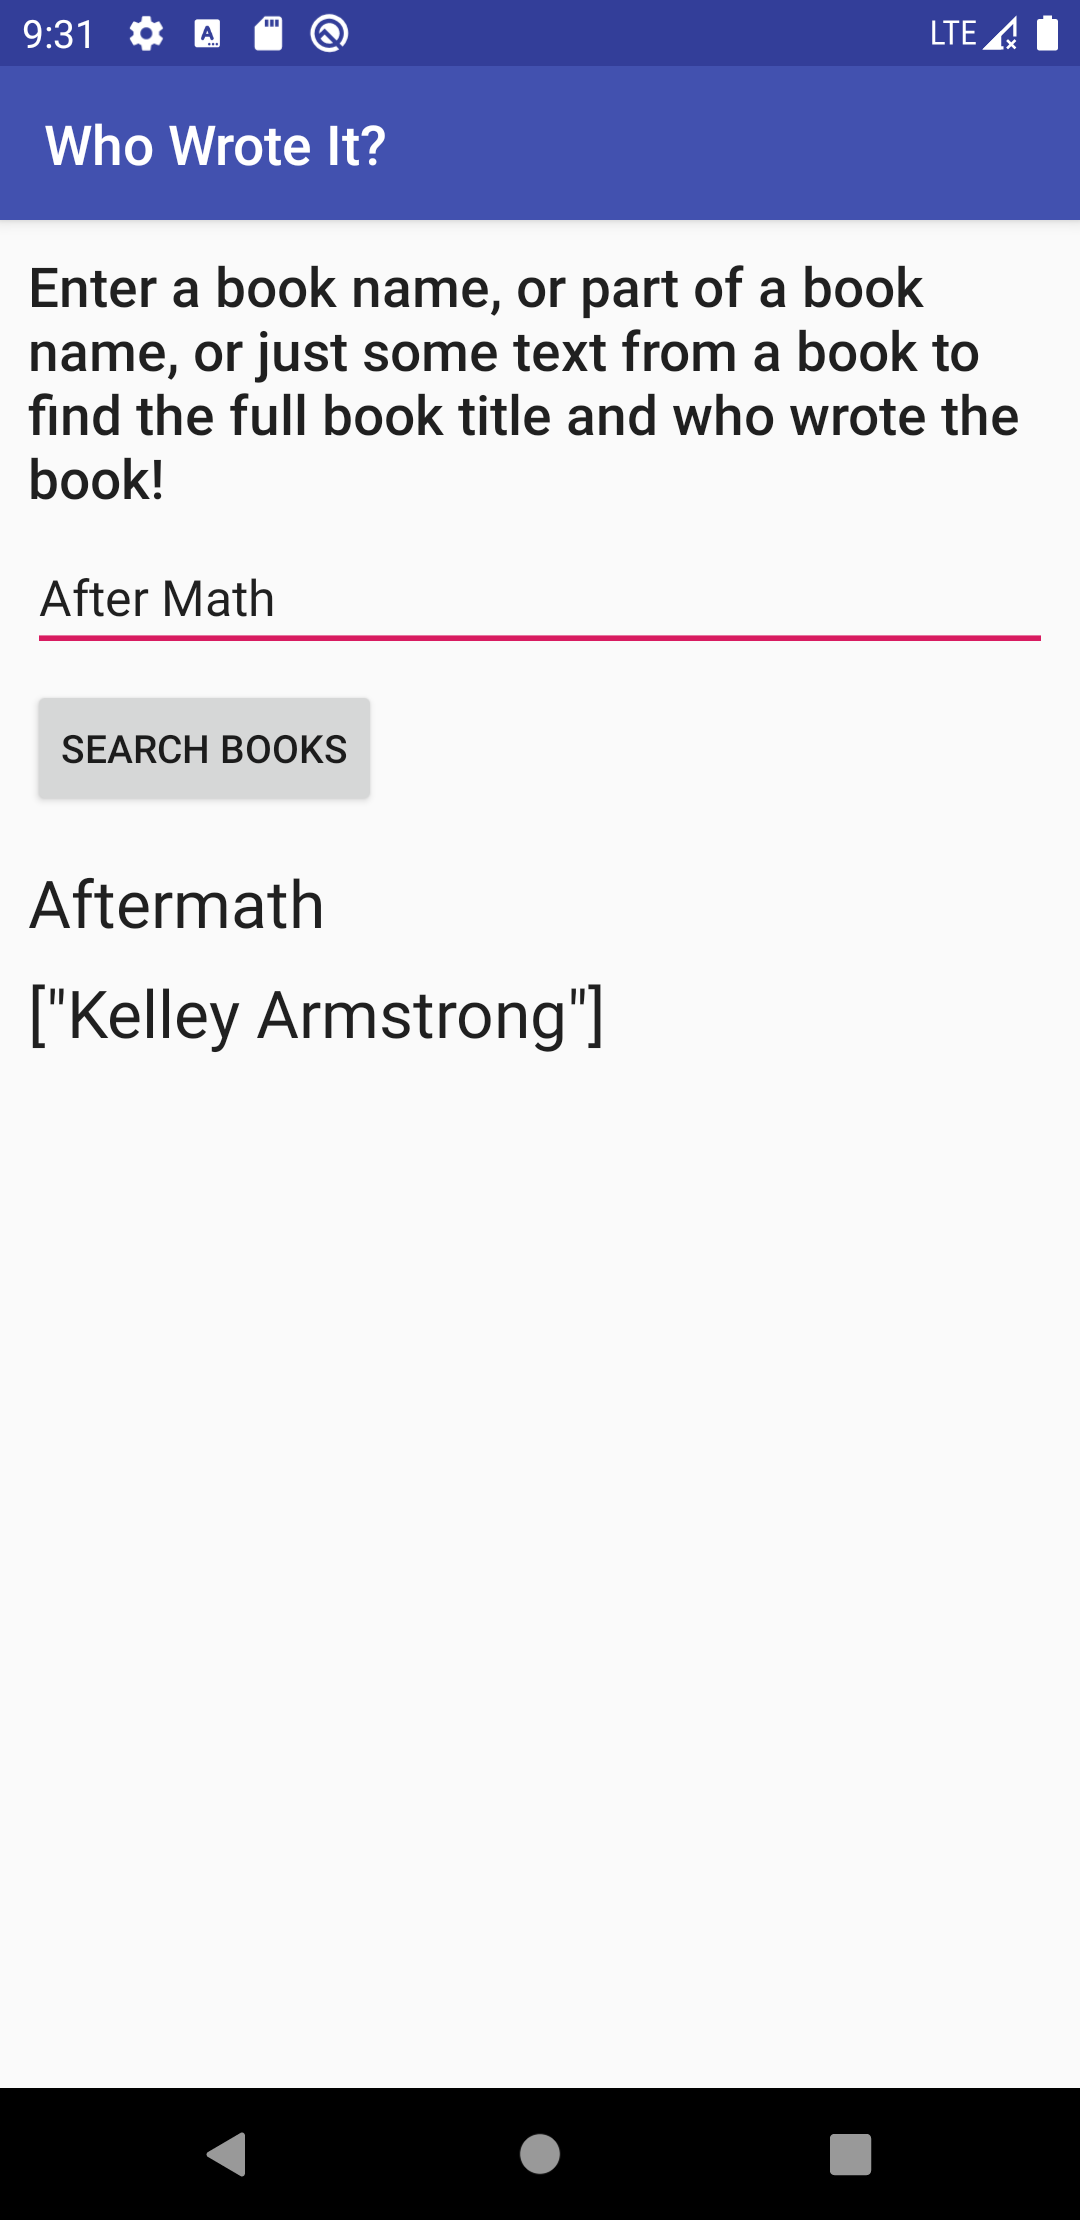 9:31
LTE
Who Wrote It?
Enter a book name, or part of a book
name, or just some text from a book to
find the full book title and who wrote the
book!
After Math
SEARCH BOOKS
Aftermath
["Kelley Armstrong"]